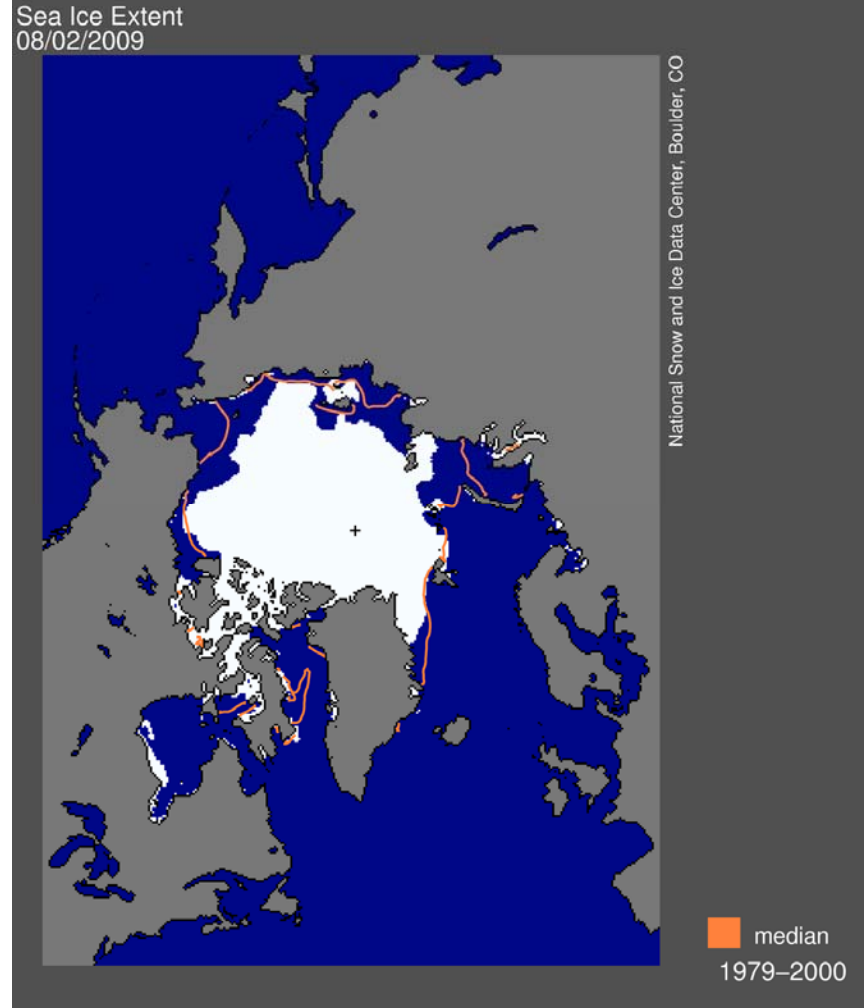 Sea Ice Extent
08/02/2009
National Snow and Ice Data Center, Boulder, CO
median
1979–2000